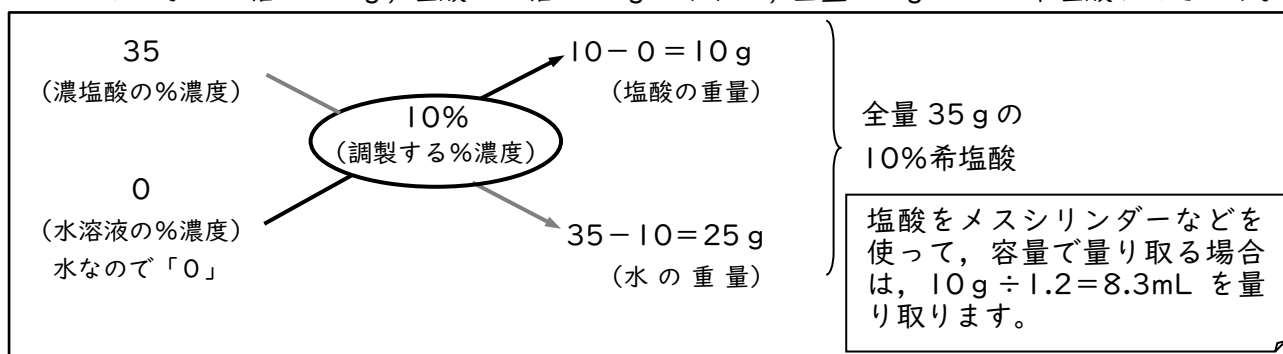 35
(濃塩酸の%濃度)
10-0=10g
(塩酸の重量)
10%
(調製する%濃度)
0
(水溶液の%濃度)
水なので「0」
35-10=25g
(水の重量)
全量35gの
10%希塩酸
塩酸をメスシリンダーなどを
使って,容量で量り取る場合
は,10g÷1.2=8.3mLを量
り取ります。